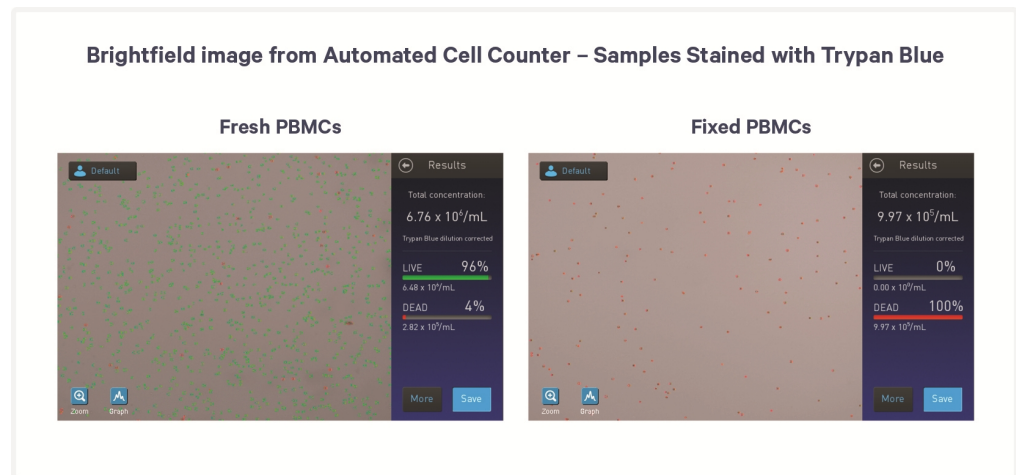 Brightfield image from Automated Cell Counter – Samples Stained with Trypan Blue
Fresh PBMCs
Default
Results
Total concentration:
6.76 x 10⁶/mL
Trypan Blue dilution corrected
LIVE 96%
6.48 x 10⁶/mL
DEAD 4%
2.82 x 10⁵/mL
Zoom
Graph
More
Save
Fixed PBMCs
Default
Results
Total concentration:
9.97 x 10⁵/mL
Trypan Blue dilution corrected
LIVE 0%
0.00 x 10⁰/mL
DEAD 100%
9.97 x 10⁵/mL
Zoom
Graph
More
Save